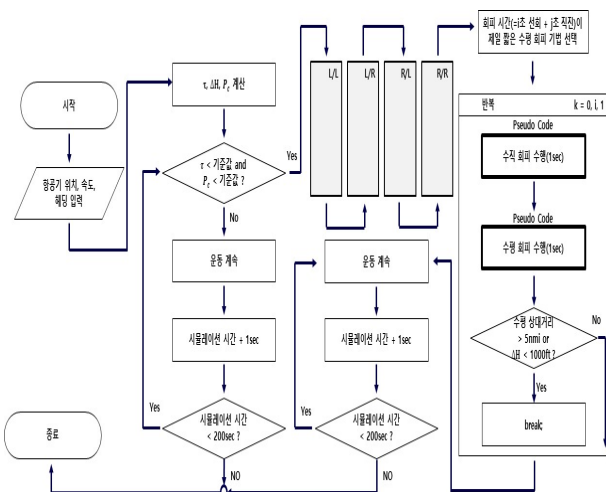 시작
항공기 위치, 속도,
헤딩 입력
τ, ΔH, P_c 계산
τ < 기준값 and
P_c < 기준값 ?
Yes
No
운동 계속
시뮬레이션 시간 + 1sec
시뮬레이션 시간
< 200sec ?
Yes
NO
종료
L/L
L/R
R/L
R/R
운동 계속
시뮬레이션 시간 + 1sec
시뮬레이션 시간
< 200sec ?
Yes
NO
회피 시간(=i초 선회 + j초 직진)이
제일 짧은 수평 회피 기법 선택
반복
k = 0, i, 1
Pseudo Code
수직 회피 수행(1sec)
Pseudo Code
수평 회피 수행(1sec)
수평 상대거리
> 5nmi or
ΔH < 1000ft ?
No
Yes
break;